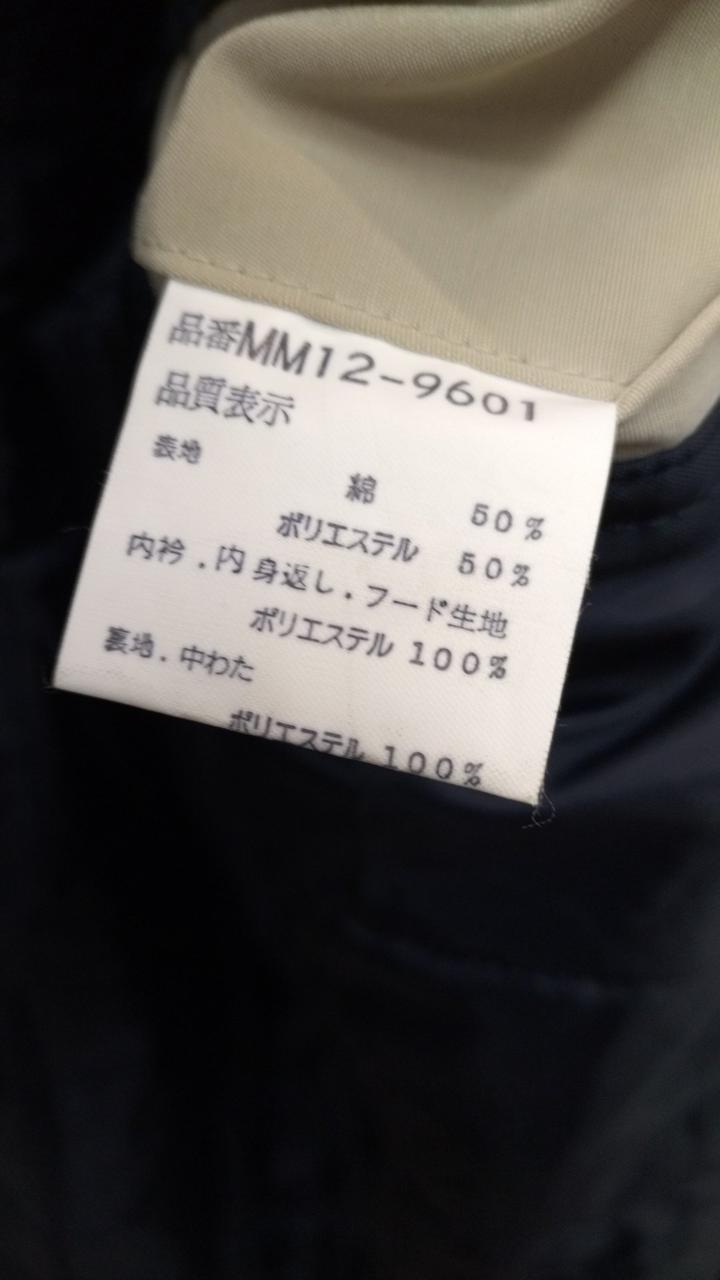 品番MM12-9601
品質表示
表地
綿 50%
ポリエステル 50%
内衿.内身返し.フード生地
ポリエステル 100%
裏地.中わた
ポリエステル 100%